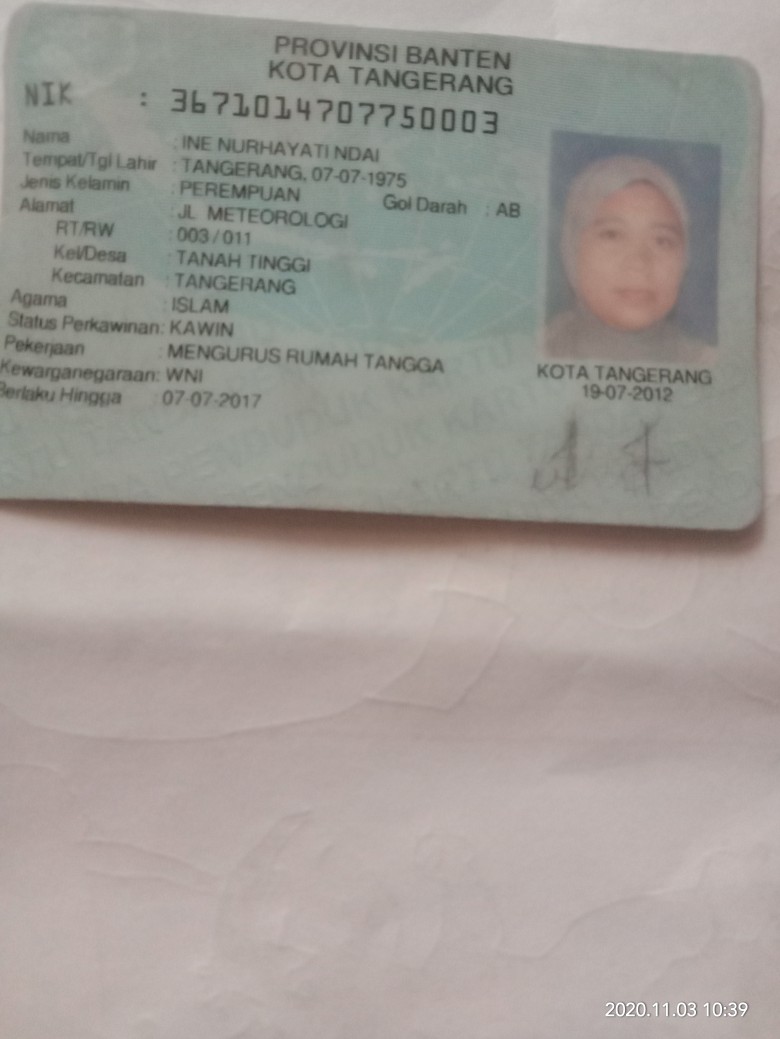 PROVINSI BANTEN
KOTA TANGERANG
NIK : 3671014707750003
Nama : INE NURHAYATI NDAI
Tempat/Tgl Lahir : TANGERANG, 07-07-1975
Jenis Kelamin : PEREMPUAN Gol Darah : AB
Alamat : JL METEOROLOGI
RT/RW : 003 / 011
Kel/Desa : TANAH TINGGI
Kecamatan : TANGERANG
Agama : ISLAM
Status Perkawinan: KAWIN
Pekerjaan : MENGURUS RUMAH TANGGA
Kewarganegaraan: WNI
Berlaku Hingga : 07-07-2017
KOTA TANGERANG
19-07-2012
2020.11.03 10:39